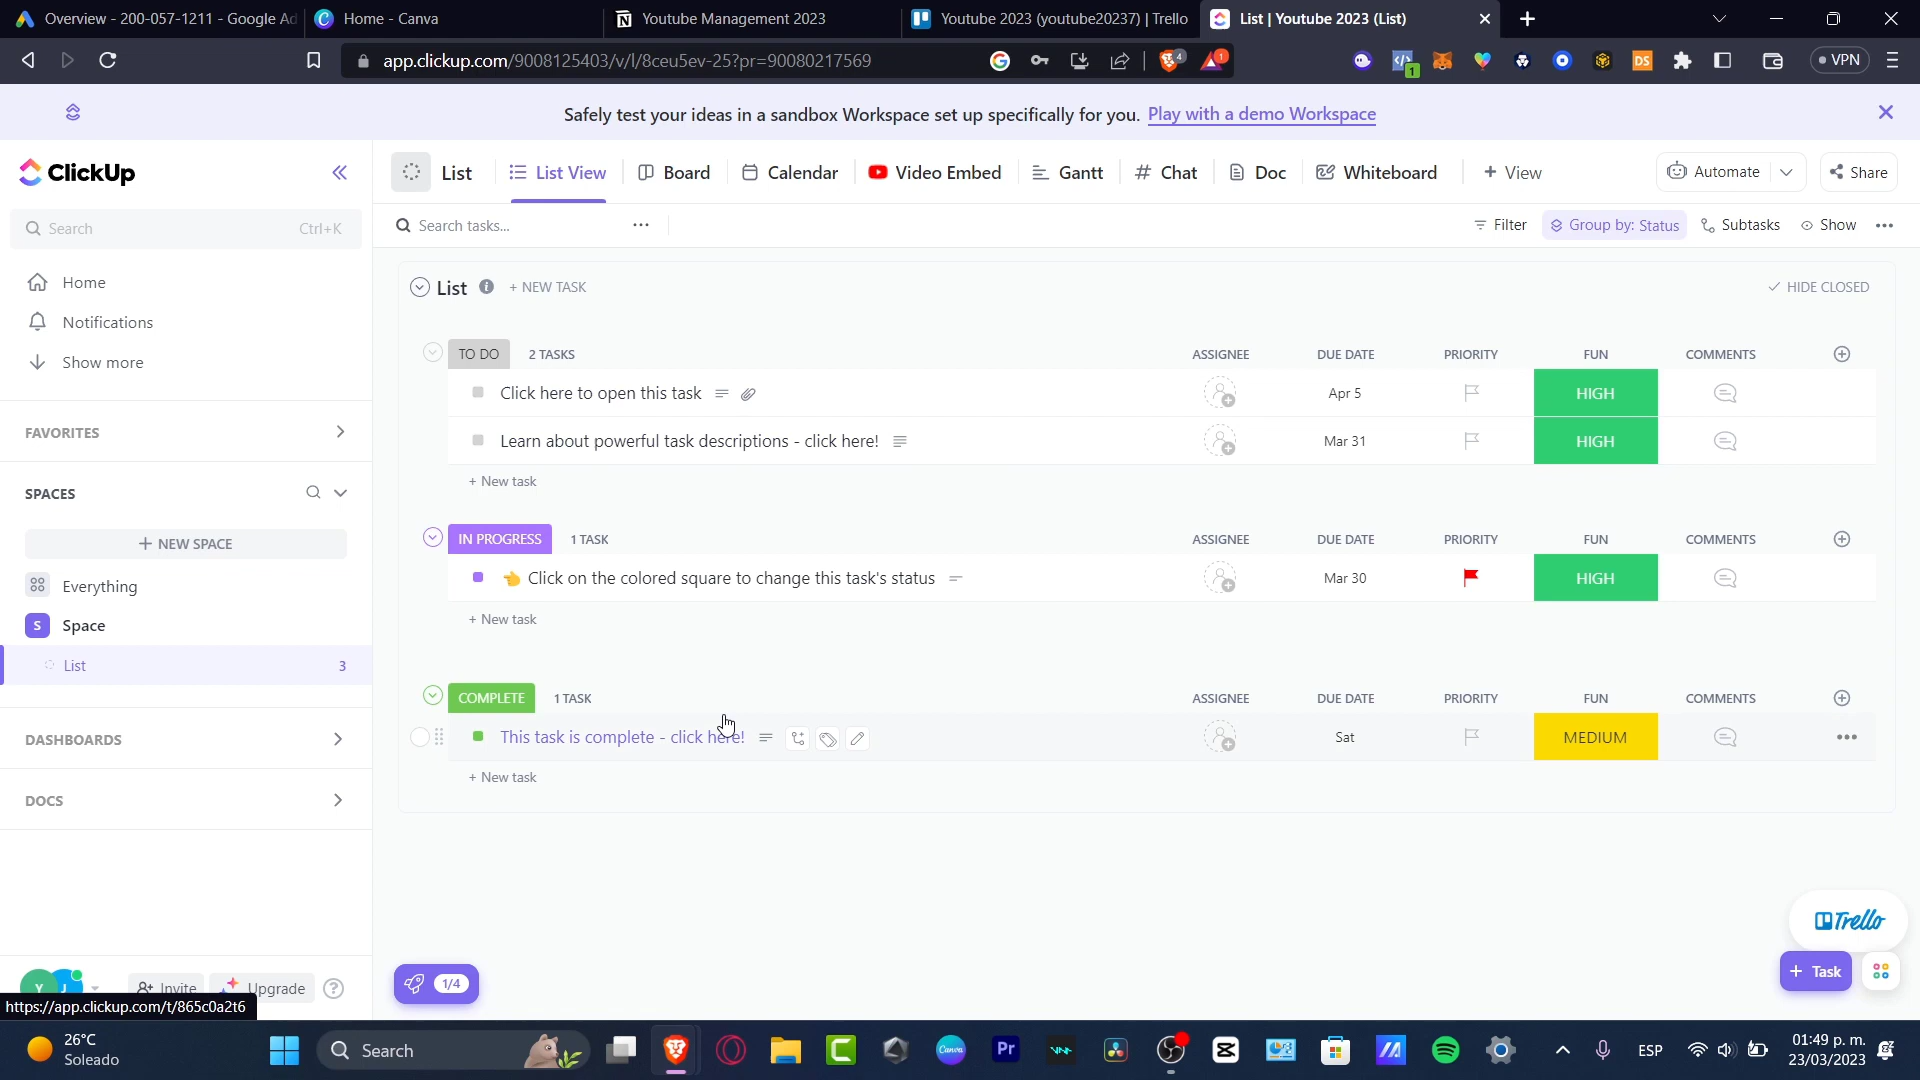 Overview - 200-057-1211 - Google Ad
Home - Canva
Youtube Management 2023
Youtube 2023 (youtube20237) | Trello
List | Youtube 2023 (List)
app.clickup.com/9008125403/v/l/8ceu5ev-25?pr=90080217569
4
1
1
DS
VPN
Safely test your ideas in a sandbox Workspace set up specifically for you. Play with a demo Workspace
ClickUp
List
List View
Board
Calendar
Video Embed
Gantt
Chat
Doc
Whiteboard
+ View
Automate
Share
Search Ctrl+K
Search tasks...
Filter
Group by: Status
Subtasks
Show
Home
Notifications
Show more
FAVORITES
SPACES
+ NEW SPACE
Everything
S Space
List 3
DASHBOARDS
DOCS
List + NEW TASK
HIDE CLOSED
TO DO 2 TASKS ASSIGNEE DUE DATE PRIORITY FUN COMMENTS
Click here to open this task Apr 5 HIGH
Learn about powerful task descriptions - click here! Mar 31 HIGH
+ New task
IN PROGRESS 1 TASK ASSIGNEE DUE DATE PRIORITY FUN COMMENTS
Click on the colored square to change this task's status Mar 30 HIGH
+ New task
COMPLETE 1 TASK ASSIGNEE DUE DATE PRIORITY FUN COMMENTS
This task is complete - click here! Sat MEDIUM
+ New task
Trello
+ Task
1/4
Y J
Invite
Upgrade
?
https://app.clickup.com/t/865c0a2t6
26°C
Soleado
Search
Canva
Pr
ESP
01:49 p. m.
23/03/2023